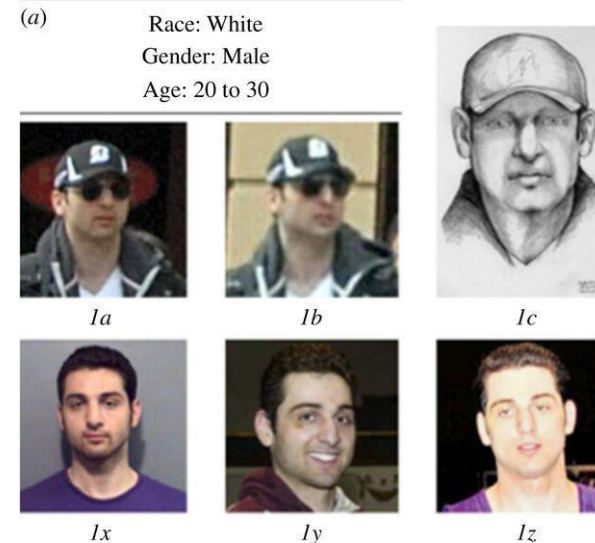 (a)
Race: White
Gender: Male
Age: 20 to 30
1a
1b
1c
1x
1y
1z